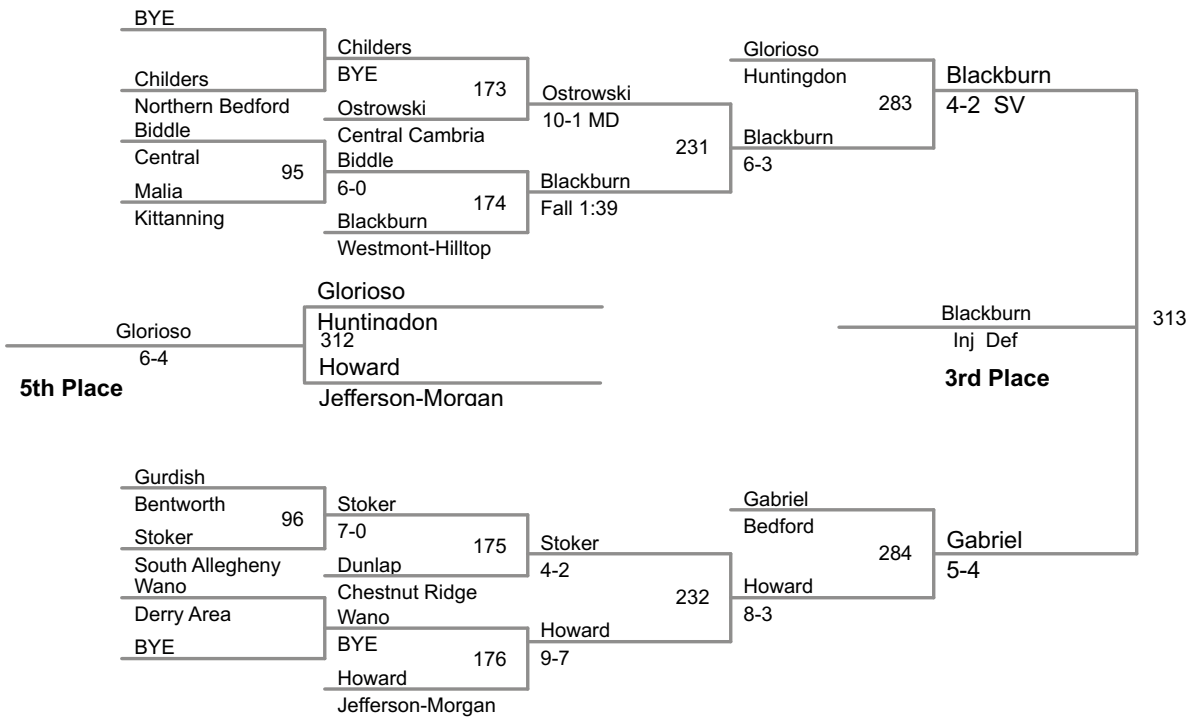 BYE
Childers
Northern Bedford
Biddle
Central
95
Malia
Kittanning
Childers
BYE
173
Ostrowski
Central Cambria
Biddle
6-0
174
Blackburn
Westmont-Hilltop
Ostrowski
10-1 MD
231
Blackburn
Fall 1:39
Glorioso
Huntingdon
283
Blackburn
6-3
Blackburn
4-2 SV
Glorioso
6-4
5th Place
Glorioso
Huntingdon
312
Howard
Jefferson-Morgan
Blackburn
Inj Def
3rd Place
313
Gurdish
Bentworth
96
Stoker
South Allegheny
Wano
Derry Area
BYE
Stoker
7-0
175
Dunlap
Chestnut Ridge
Wano
BYE
176
Howard
Jefferson-Morgan
Stoker
4-2
232
Howard
9-7
Gabriel
Bedford
284
Howard
8-3
Gabriel
5-4